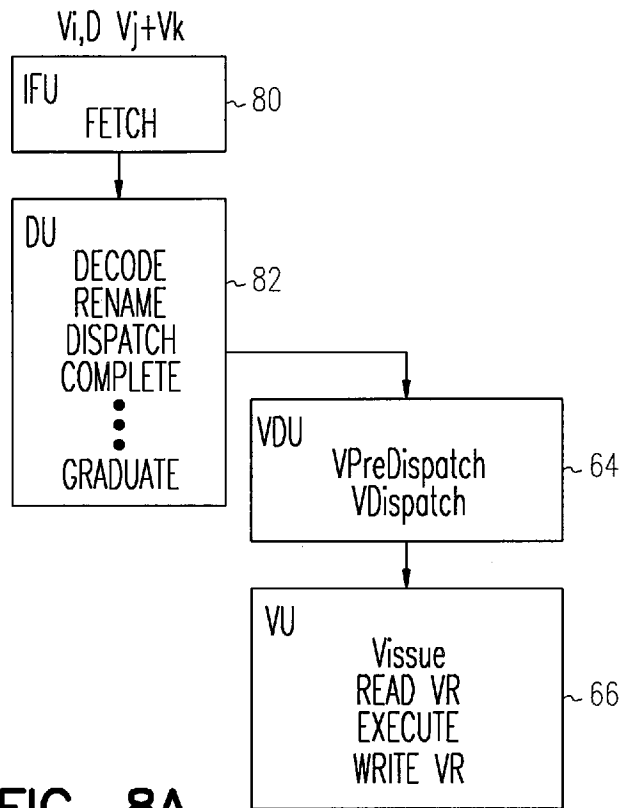 Vi,D Vj+Vk
IFU
FETCH
80
DU
DECODE
RENAME
DISPATCH
COMPLETE
GRADUATE
82
VDU
VPreDispatch
VDispatch
64
VU
Vissue
READ VR
EXECUTE
WRITE VR
66
FIG. 8A